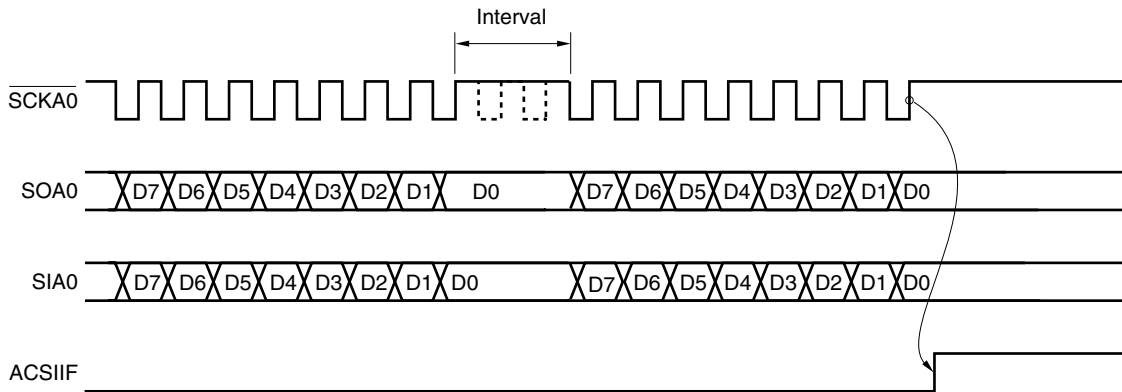 Interval
SCKA0
SOA0 D7 D6 D5 D4 D3 D2 D1 D0 D7 D6 D5 D4 D3 D2 D1 D0
SIA0 D7 D6 D5 D4 D3 D2 D1 D0 D7 D6 D5 D4 D3 D2 D1 D0
ACSIIF